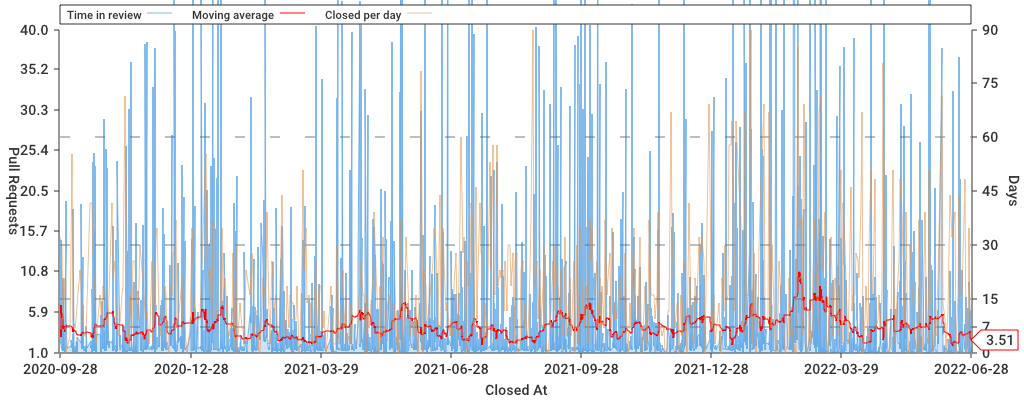 Time in review Moving average Closed per day
40.0 90
35.2 75
30.3 60
25.4 45
20.5 30
15.7 15
10.8 7
5.9 0
1.0 3.51
Pull Requests
Days
2020-09-28 2020-12-28 2021-03-29 2021-06-28 2021-09-28 2021-12-28 2022-03-29 2022-06-28
Closed At